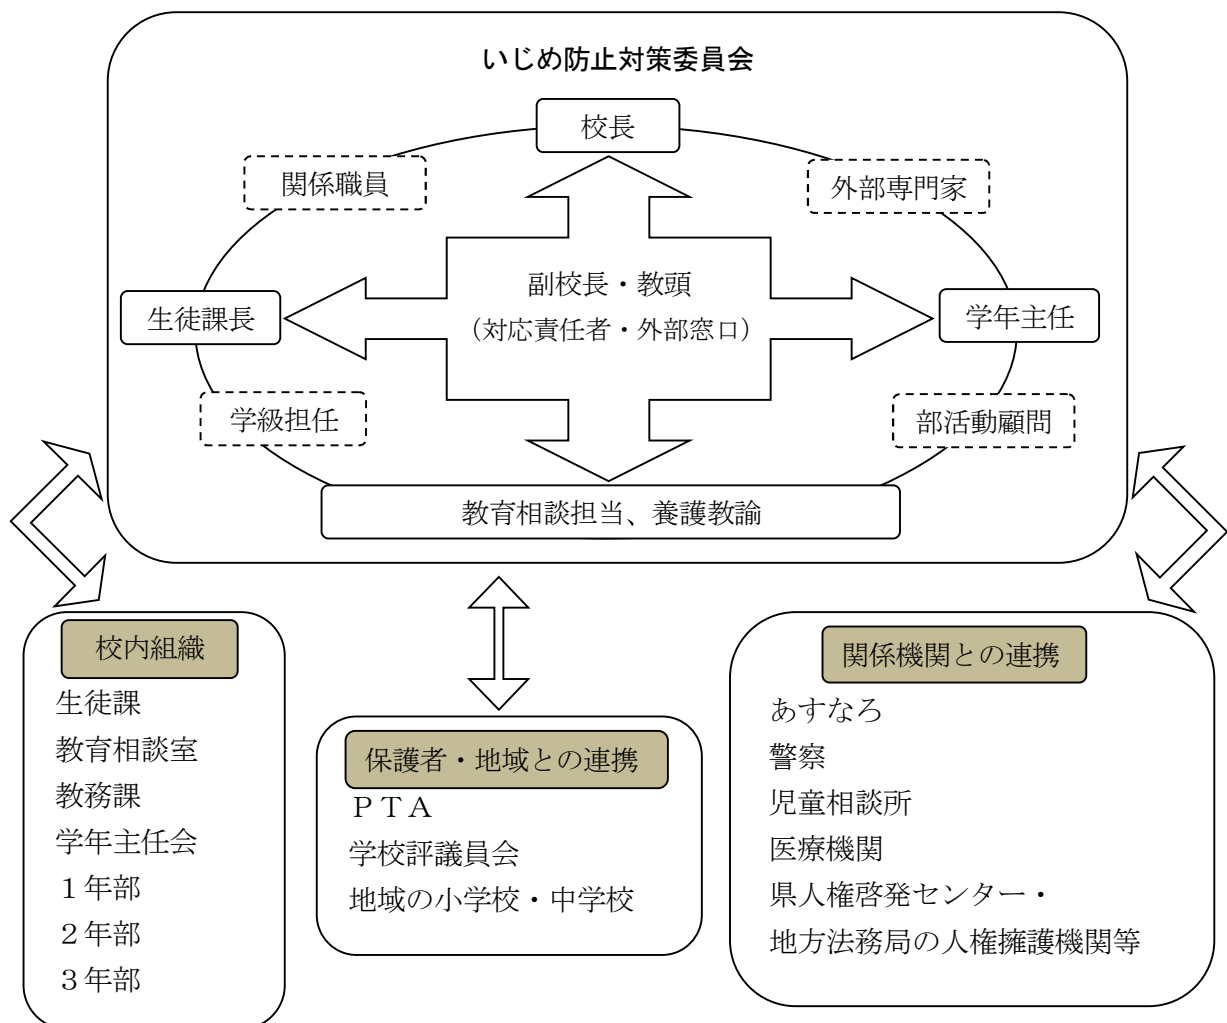 いじめ防止対策委員会
校長
関係職員
外部専門家
副校長・教頭
（対応責任者・外部窓口）
生徒課長
学年主任
学級担任
部活動顧問
教育相談担当、養護教諭
校内組織
生徒課
教育相談室
教務課
学年主任会
１年部
２年部
３年部
保護者・地域との連携
ＰＴＡ
学校評議員会
地域の小学校・中学校
関係機関との連携
あすなろ
警察
児童相談所
医療機関
県人権啓発センター・
地方法務局の人権擁護機関等